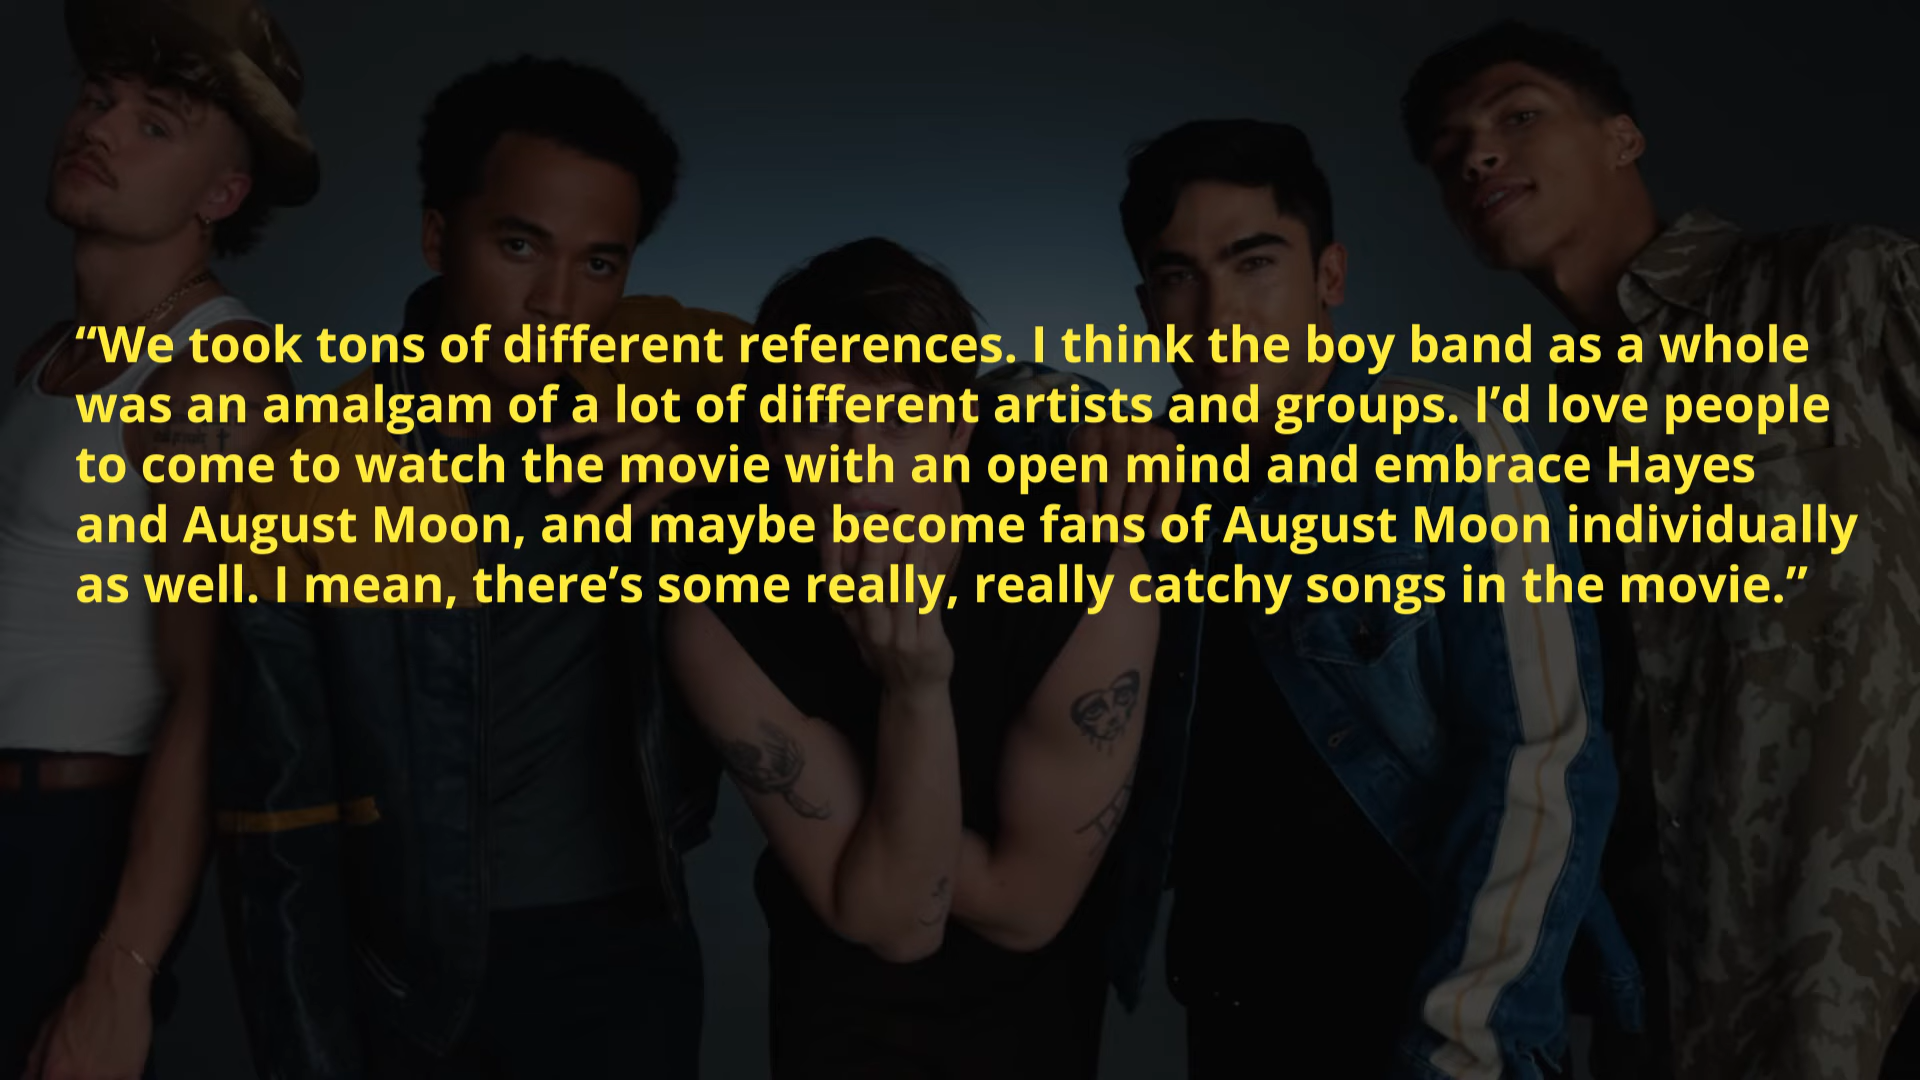 “We took tons of different references. I think the boy band as a whole
was an amalgam of a lot of different artists and groups. I’d love people
to come to watch the movie with an open mind and embrace Hayes
and August Moon, and maybe become fans of August Moon individually
as well. I mean, there’s some really, really catchy songs in the movie.”